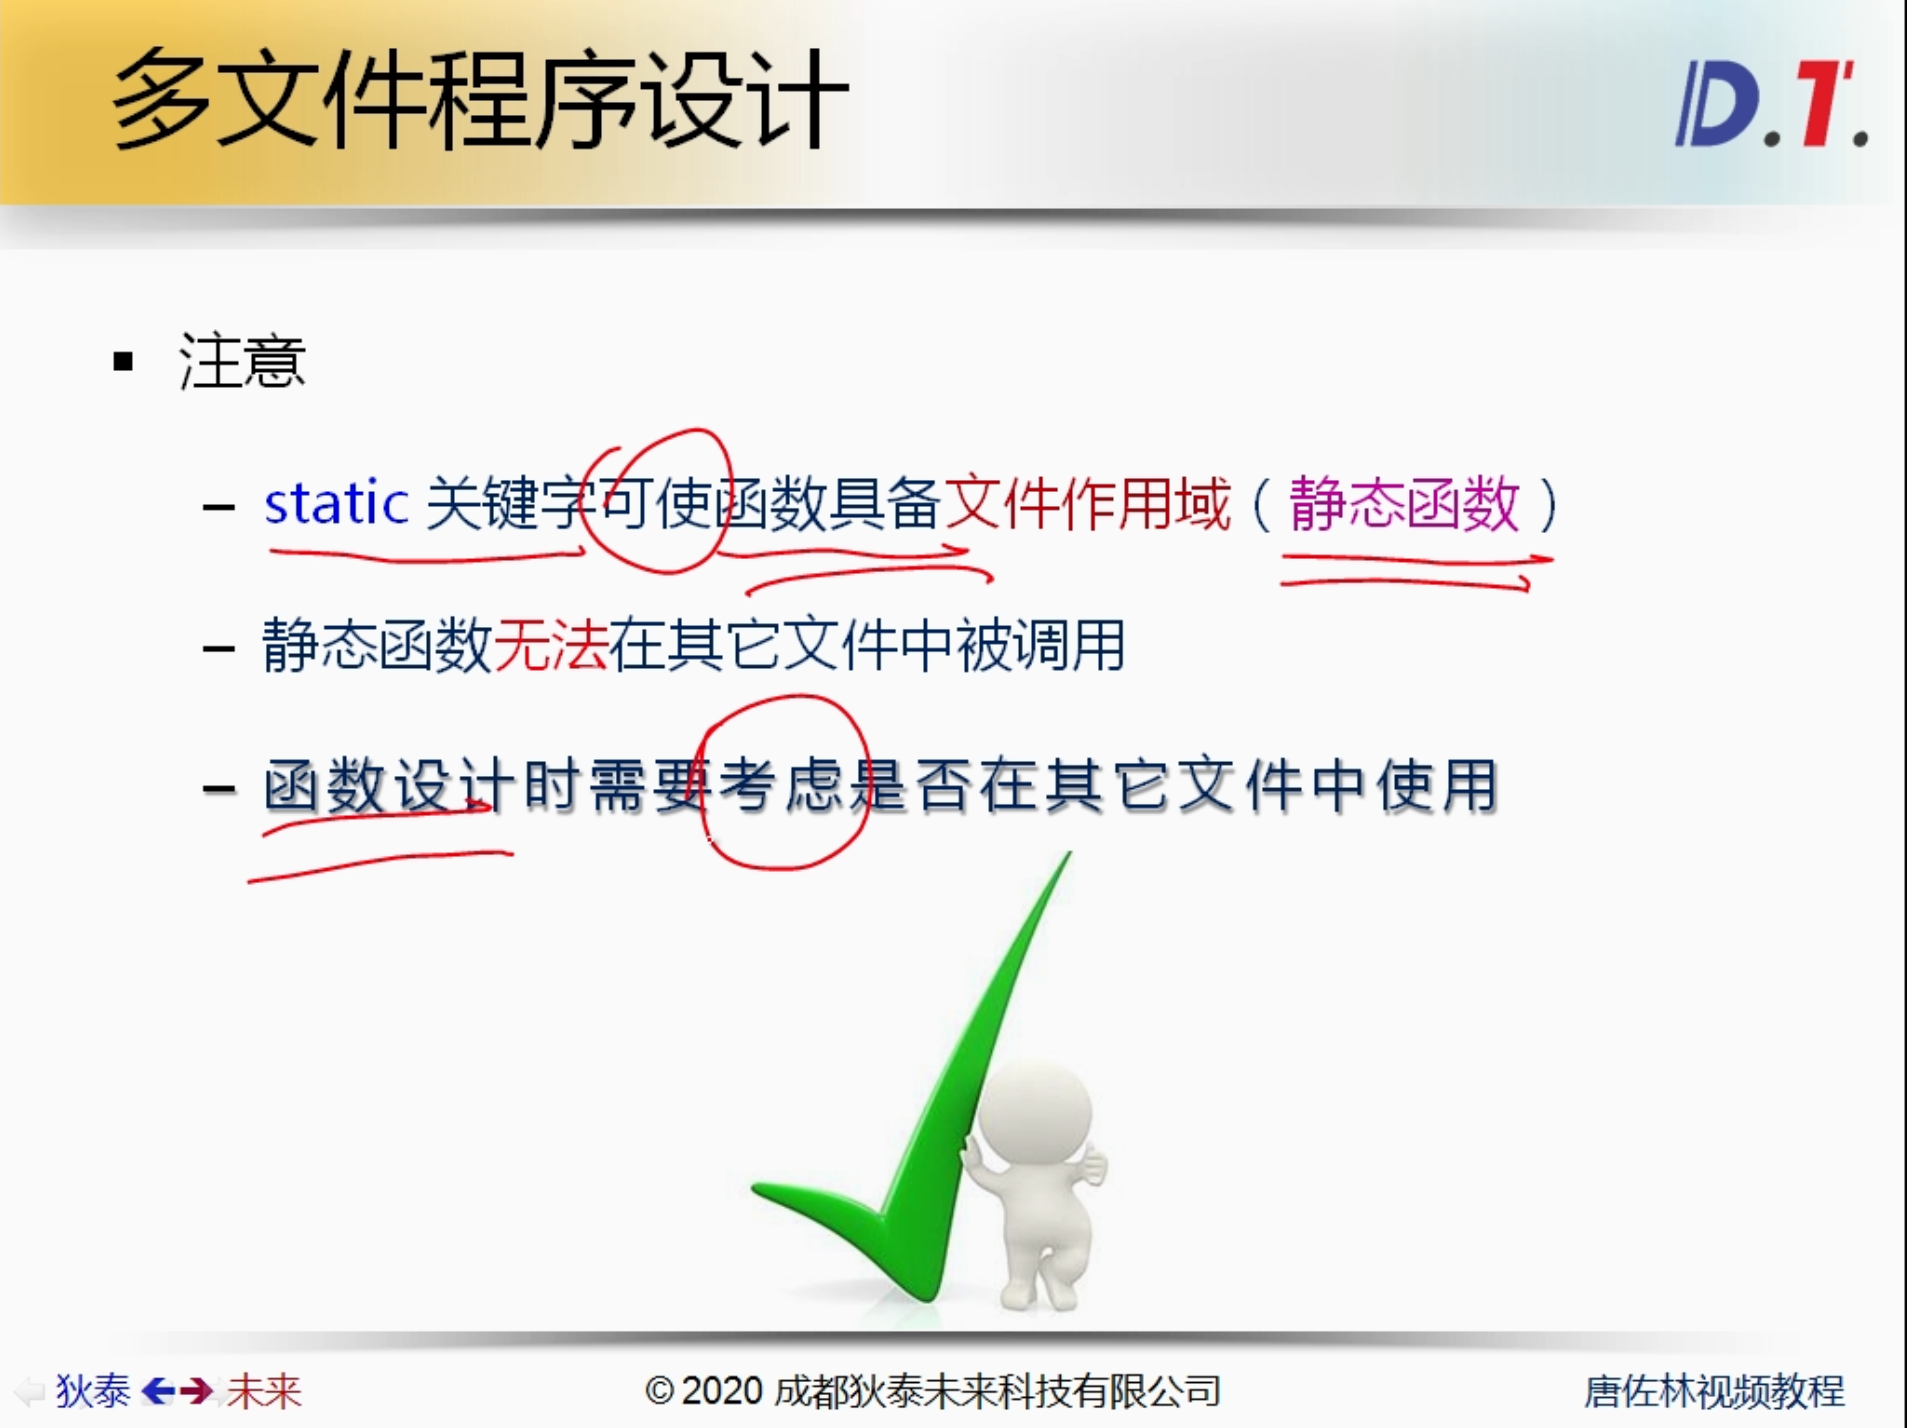 多文件程序设计
D.T.
注意
static 关键字可使函数具备文件作用域（静态函数）
静态函数无法在其它文件中被调用
函数设计时需要考虑是否在其它文件中使用
狄泰 未来
© 2020 成都狄泰未来科技有限公司
唐佐林视频教程